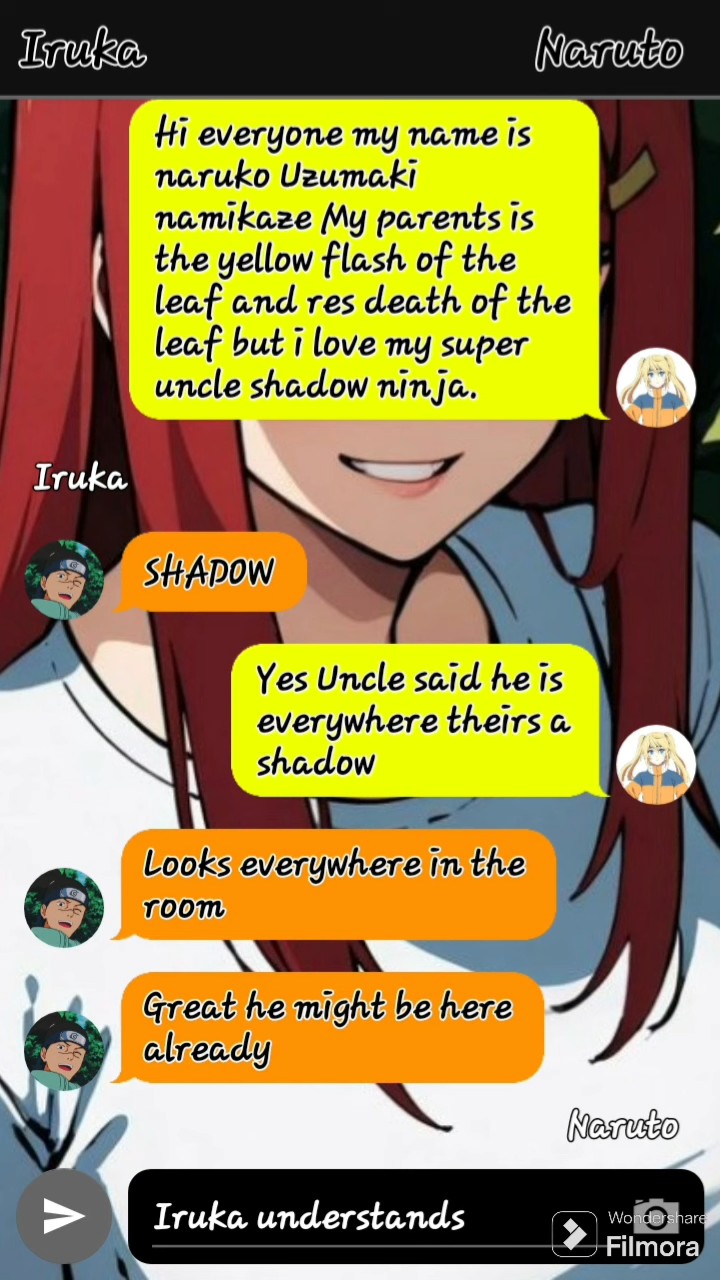 Iruka
Naruto
Hi everyone my name is
naruko Uzumaki
namikaze My parents is
the yellow flash of the
leaf and res death of the
leaf but i love my super
uncle shadow ninja.
Iruka
SHADOW
Yes Uncle said he is
everywhere theirs a
shadow
Looks everywhere in the
room
Great he might be here
already
Naruto
Iruka understands
Wondershare
Filmora